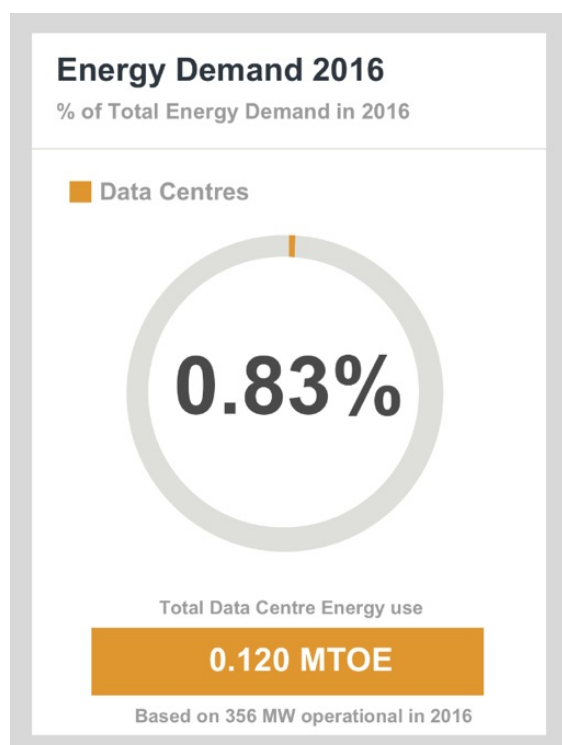 Energy Demand 2016
% of Total Energy Demand in 2016
Data Centres
0.83%
Total Data Centre Energy use
0.120 MTOE
Based on 356 MW operational in 2016